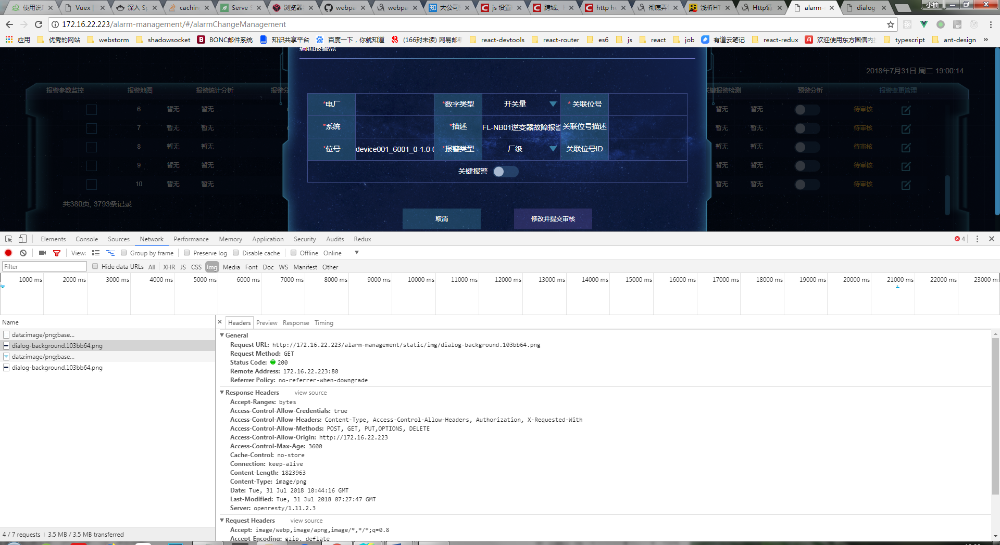 使用说
Vuex |
深入 S
cachin
Serve S
浏览器
webpa
webpa
大公司
js 设置
跨域、
http he
彻底弄
浅析HT
Http请
alarm-
dialog-
小柚
172.16.22.223/alarm-management/#/alarmChangeManagement
应用 优秀的网站 webstorm shadowsocket BONC邮件系统 知识共享平台 百度一下，你就知道 (166封未读) 网易邮箱 react-devtools react-router es6 js react job 有道云笔记 react-redux 欢迎使用东方国信内 typescript ant-design »
编辑报警点
2018年7月31日 周二 19:00:14
报警参数监控 报警地图 报警统计分析 报警分 关键报警检测 预警分析 报警变更管理
6 暂无 暂无 暂无 暂无 待审核
7 暂无 暂无 暂无 暂无 待审核
8 暂无 暂无 暂无 暂无 待审核
9 暂无 暂无 暂无 暂无 待审核
10 暂无 暂无 暂无 暂无 待审核
共380页, 3793条记录
*电厂 *数字类型 开关量 * 关联位号
*系统 *描述 FL-NB01逆变器故障报警 关联位号描述
*位号 device001_6001_0-1.0-0 *报警类型 厂级 关联位号ID
关键报警
取消 修改并提交审核
Elements Console Sources Network Performance Memory Application Security Audits Redux 4
View: Group by frame Preserve log Disable cache Offline Online
Filter Hide data URLs All XHR JS CSS Img Media Font Doc WS Manifest Other
1000 ms 2000 ms 3000 ms 4000 ms 5000 ms 6000 ms 7000 ms 8000 ms 9000 ms 10000 ms 11000 ms 12000 ms 13000 ms 14000 ms 15000 ms 16000 ms 17000 ms 18000 ms 19000 ms 20000 ms 21000 ms 22000 ms 23000 m
Name
data:image/png;base...
dialog-background.103bb64.png
data:image/png;base...
dialog-background.103bb64.png
4 / 7 requests | 3.5 MB / 3.5 MB transferred
Headers Preview Response Timing
General
Request URL: http://172.16.22.223/alarm-management/static/img/dialog-background.103bb64.png
Request Method: GET
Status Code: 200
Remote Address: 172.16.22.223:80
Referrer Policy: no-referrer-when-downgrade
Response Headers view source
Accept-Ranges: bytes
Access-Control-Allow-Credentials: true
Access-Control-Allow-Headers: Content-Type, Access-Control-Allow-Headers, Authorization, X-Requested-With
Access-Control-Allow-Methods: POST, GET, PUT,OPTIONS, DELETE
Access-Control-Allow-Origin: http://172.16.22.223
Access-Control-Max-Age: 3600
Cache-Control: no-store
Connection: keep-alive
Content-Length: 1823963
Content-Type: image/png
Date: Tue, 31 Jul 2018 10:44:16 GMT
Last-Modified: Tue, 31 Jul 2018 07:27:47 GMT
Server: openresty/1.11.2.3
Request Headers view source
Accept: image/webp,image/apng,image/*,*/*;q=0.8
Accept-Encoding: gzip, deflate